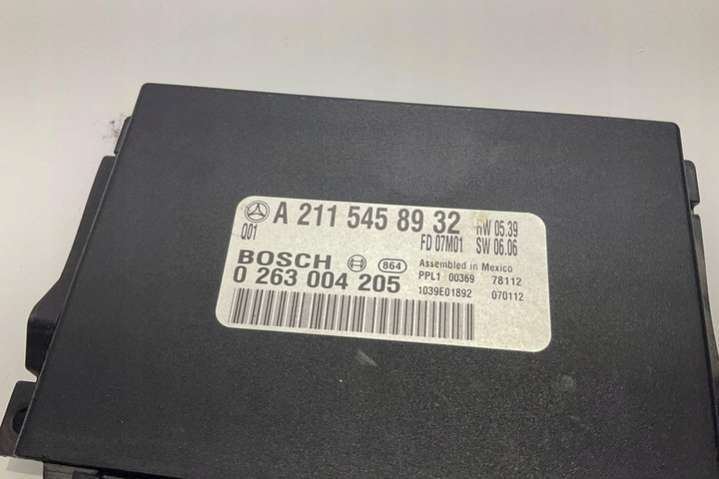 A 211 545 89 32 HW 05.39
Q01 FD 07M01 SW 06.06
BOSCH 864 Assembled in Mexico
0 263 004 205 PPL1 00369 78112
1039E01892 070112